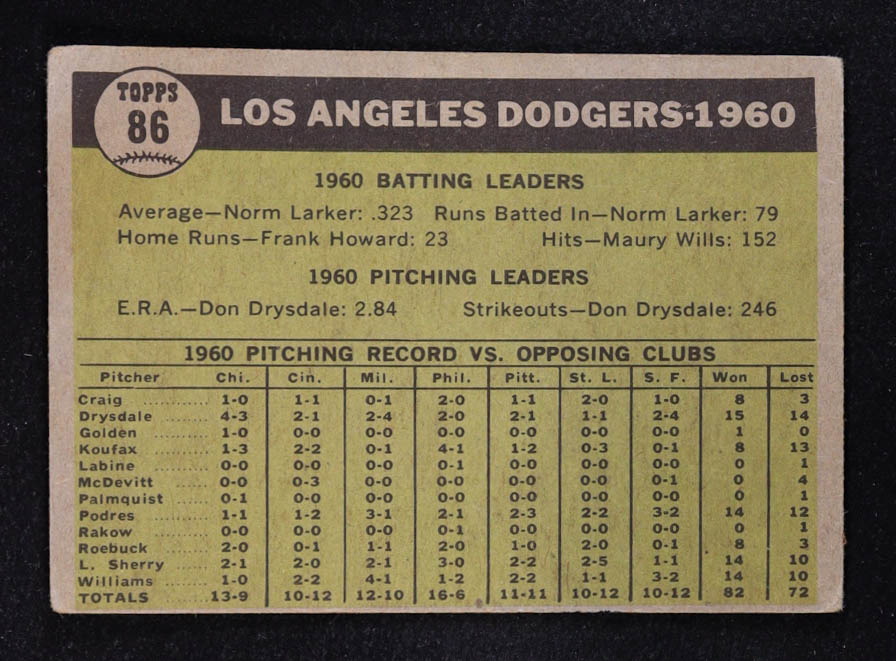 TOPPS
86
LOS ANGELES DODGERS-1960
1960 BATTING LEADERS
Average—Norm Larker: .323 Runs Batted In—Norm Larker: 79
Home Runs—Frank Howard: 23 Hits—Maury Wills: 152
1960 PITCHING LEADERS
E.R.A.—Don Drysdale: 2.84 Strikeouts—Don Drysdale: 246
1960 PITCHING RECORD VS. OPPOSING CLUBS
Pitcher Chi. Cin. Mil. Phil. Pitt. St. L. S. F. Won Lost
Craig .......... 1-0 1-1 0-1 2-0 1-1 2-0 1-0 8 3
Drysdale ....... 4-3 2-1 2-4 2-0 2-1 1-1 2-4 15 14
Golden ......... 1-0 0-0 0-0 0-0 0-0 0-0 0-0 1 0
Koufax ......... 1-3 2-2 0-1 4-1 1-2 0-3 0-1 8 13
Labine ......... 0-0 0-0 0-0 0-1 0-0 0-0 0-0 0 1
McDevitt ...... 0-0 0-3 0-0 0-0 0-0 0-0 0-1 0 4
Palmquist ..... 0-1 0-0 0-0 0-0 0-0 0-0 0-0 0 1
Podres ......... 1-1 1-2 3-1 2-1 2-3 2-2 3-2 14 12
Rakow .......... 0-0 0-0 0-0 0-1 0-0 0-0 0-0 0 1
Roebuck ....... 2-0 0-1 1-1 2-0 1-0 2-0 0-1 8 3
L. Sherry ...... 2-1 2-0 2-1 3-0 2-2 2-5 1-1 14 10
Williams ....... 1-0 2-2 4-1 1-2 2-2 1-1 3-2 14 10
TOTALS ........ 13-9 10-12 12-10 16-6 11-11 10-12 10-12 82 72